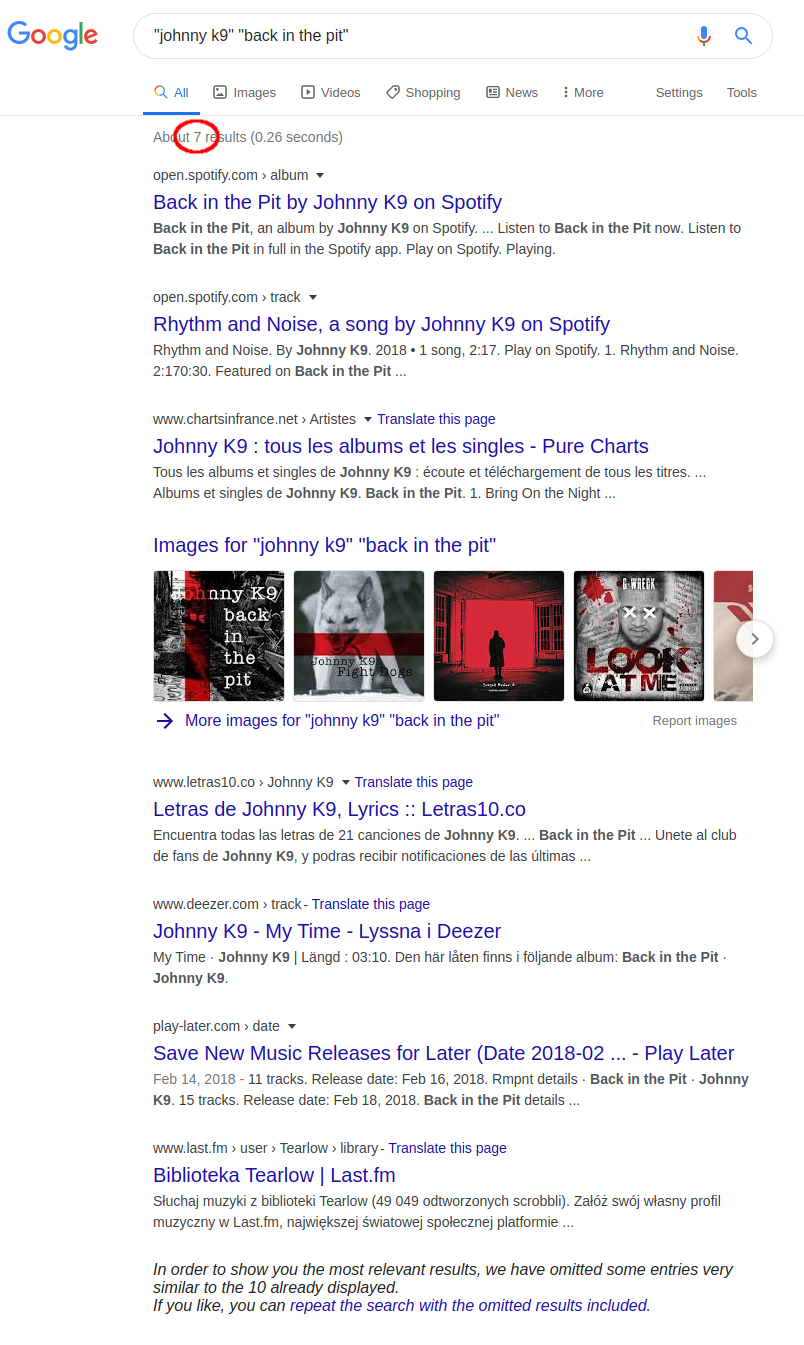 Google
"johnny k9" "back in the pit"
All Images Videos Shopping News More Settings Tools
About 7 results (0.26 seconds)
open.spotify.com › album
Back in the Pit by Johnny K9 on Spotify
Back in the Pit, an album by Johnny K9 on Spotify. ... Listen to Back in the Pit now. Listen to
Back in the Pit in full in the Spotify app. Play on Spotify. Playing.
open.spotify.com › track
Rhythm and Noise, a song by Johnny K9 on Spotify
Rhythm and Noise. By Johnny K9. 2018 • 1 song, 2:17. Play on Spotify. 1. Rhythm and Noise.
2:170:30. Featured on Back in the Pit ...
www.chartsinfrance.net › Artistes Translate this page
Johnny K9 : tous les albums et les singles - Pure Charts
Tous les albums et singles de Johnny K9 : écoute et téléchargement de tous les titres. ...
Albums et singles de Johnny K9. Back in the Pit. 1. Bring On the Night ...
Images for "johnny k9" "back in the pit"
Johnny K9
back
in
the
pit
Johnny K9
Fight Dogs
G-WRECK
LOOK
AT ME
More images for "johnny k9" "back in the pit" Report images
www.letras10.co › Johnny K9 Translate this page
Letras de Johnny K9, Lyrics :: Letras10.co
Encuentra todas las letras de 21 canciones de Johnny K9. ... Back in the Pit ... Unete al club
de fans de Johnny K9, y podras recibir notificaciones de las últimas ...
www.deezer.com › track - Translate this page
Johnny K9 - My Time - Lyssna i Deezer
My Time · Johnny K9 | Längd : 03:10. Den här låten finns i följande album: Back in the Pit ·
Johnny K9.
play-later.com › date
Save New Music Releases for Later (Date 2018-02 ... - Play Later
Feb 14, 2018 - 11 tracks. Release date: Feb 16, 2018. Rmpnt details · Back in the Pit · Johnny
K9. 15 tracks. Release date: Feb 18, 2018. Back in the Pit details ...
www.last.fm › user › Tearlow › library - Translate this page
Biblioteka Tearlow | Last.fm
Słuchaj muzyki z biblioteki Tearlow (49 049 odtworzonych scrobbli). Załóż swój własny profil
muzyczny w Last.fm, największej światowej społecznej platformie ...
In order to show you the most relevant results, we have omitted some entries very
similar to the 10 already displayed.
If you like, you can repeat the search with the omitted results included.